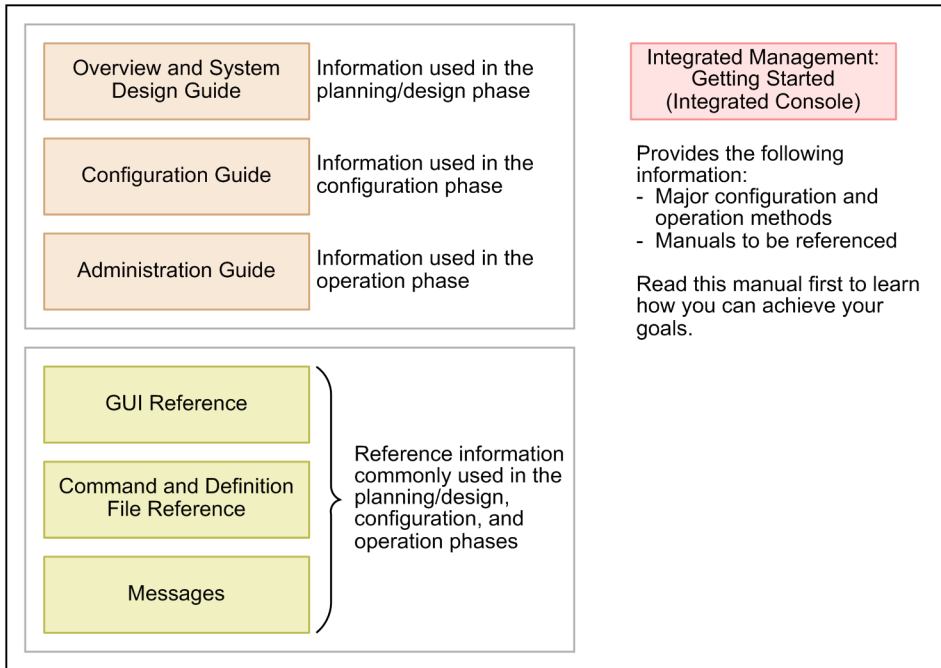 Overview and System
Design Guide
Information used in the
planning/design phase
Configuration Guide
Information used in the
configuration phase
Administration Guide
Information used in the
operation phase
GUI Reference
Command and Definition
File Reference
Messages
Reference information
commonly used in the
planning/design,
configuration, and
operation phases
Integrated Management:
Getting Started
(Integrated Console)
Provides the following
information:
- Major configuration and
operation methods
- Manuals to be referenced
Read this manual first to learn
how you can achieve your
goals.